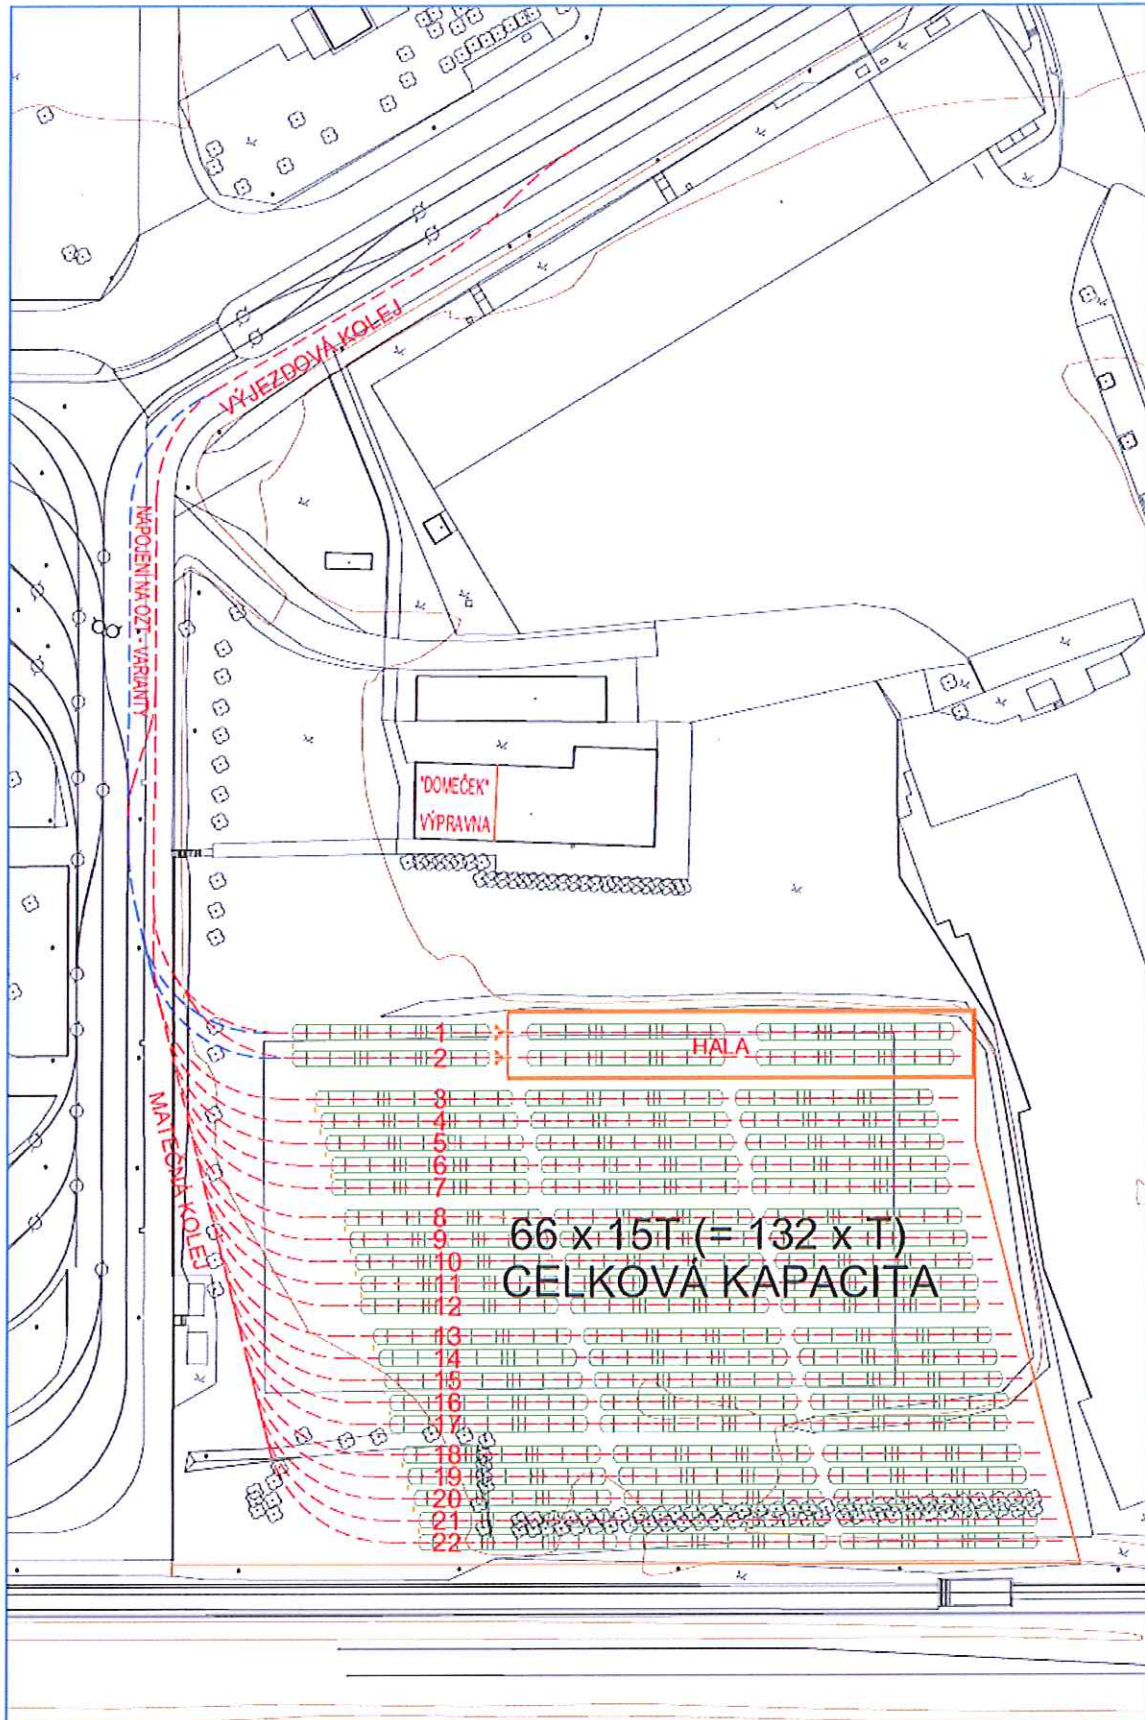 VÝJEZDOVÁ KOLEJ
NAPOJENÍ NA OZT - VARIANTY
"DOMEČEK"
VÝPRAVNA
MATEČNÁ KOLEJ
HALA
1
2
3
4
5
6
7
8
9
10
11
12
13
14
15
16
17
18
19
20
21
22
66 x 15T (= 132 x T)
CELKOVÁ KAPACITA